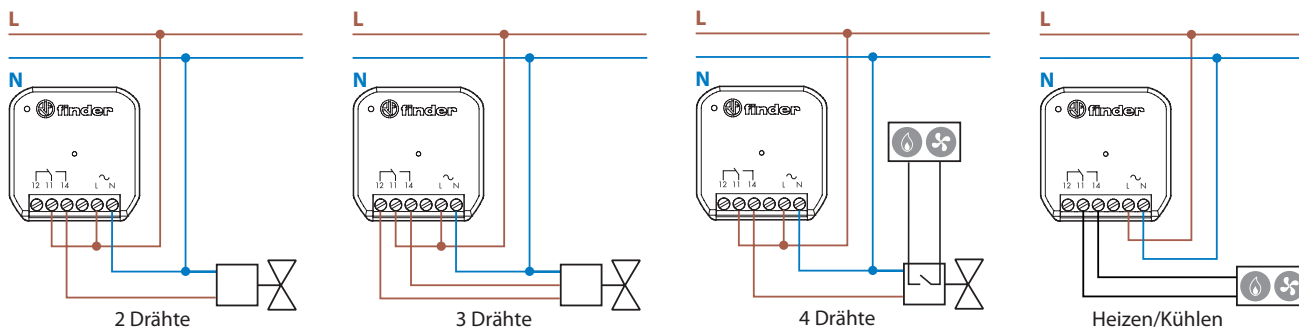 L L L L
N N N N
finder finder finder finder
12 11 14 L N 12 11 14 L N 12 11 14 L N 12 11 14 L N
2 Drähte 3 Drähte 4 Drähte Heizen/Kühlen